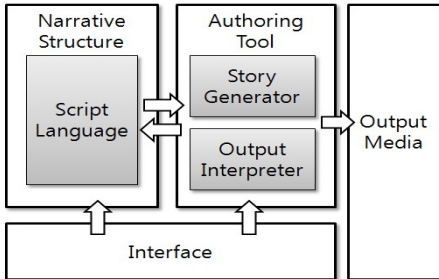 Narrative
Structure
Script
Language
Authoring
Tool
Story
Generator
Output
Interpreter
Output
Media
Interface